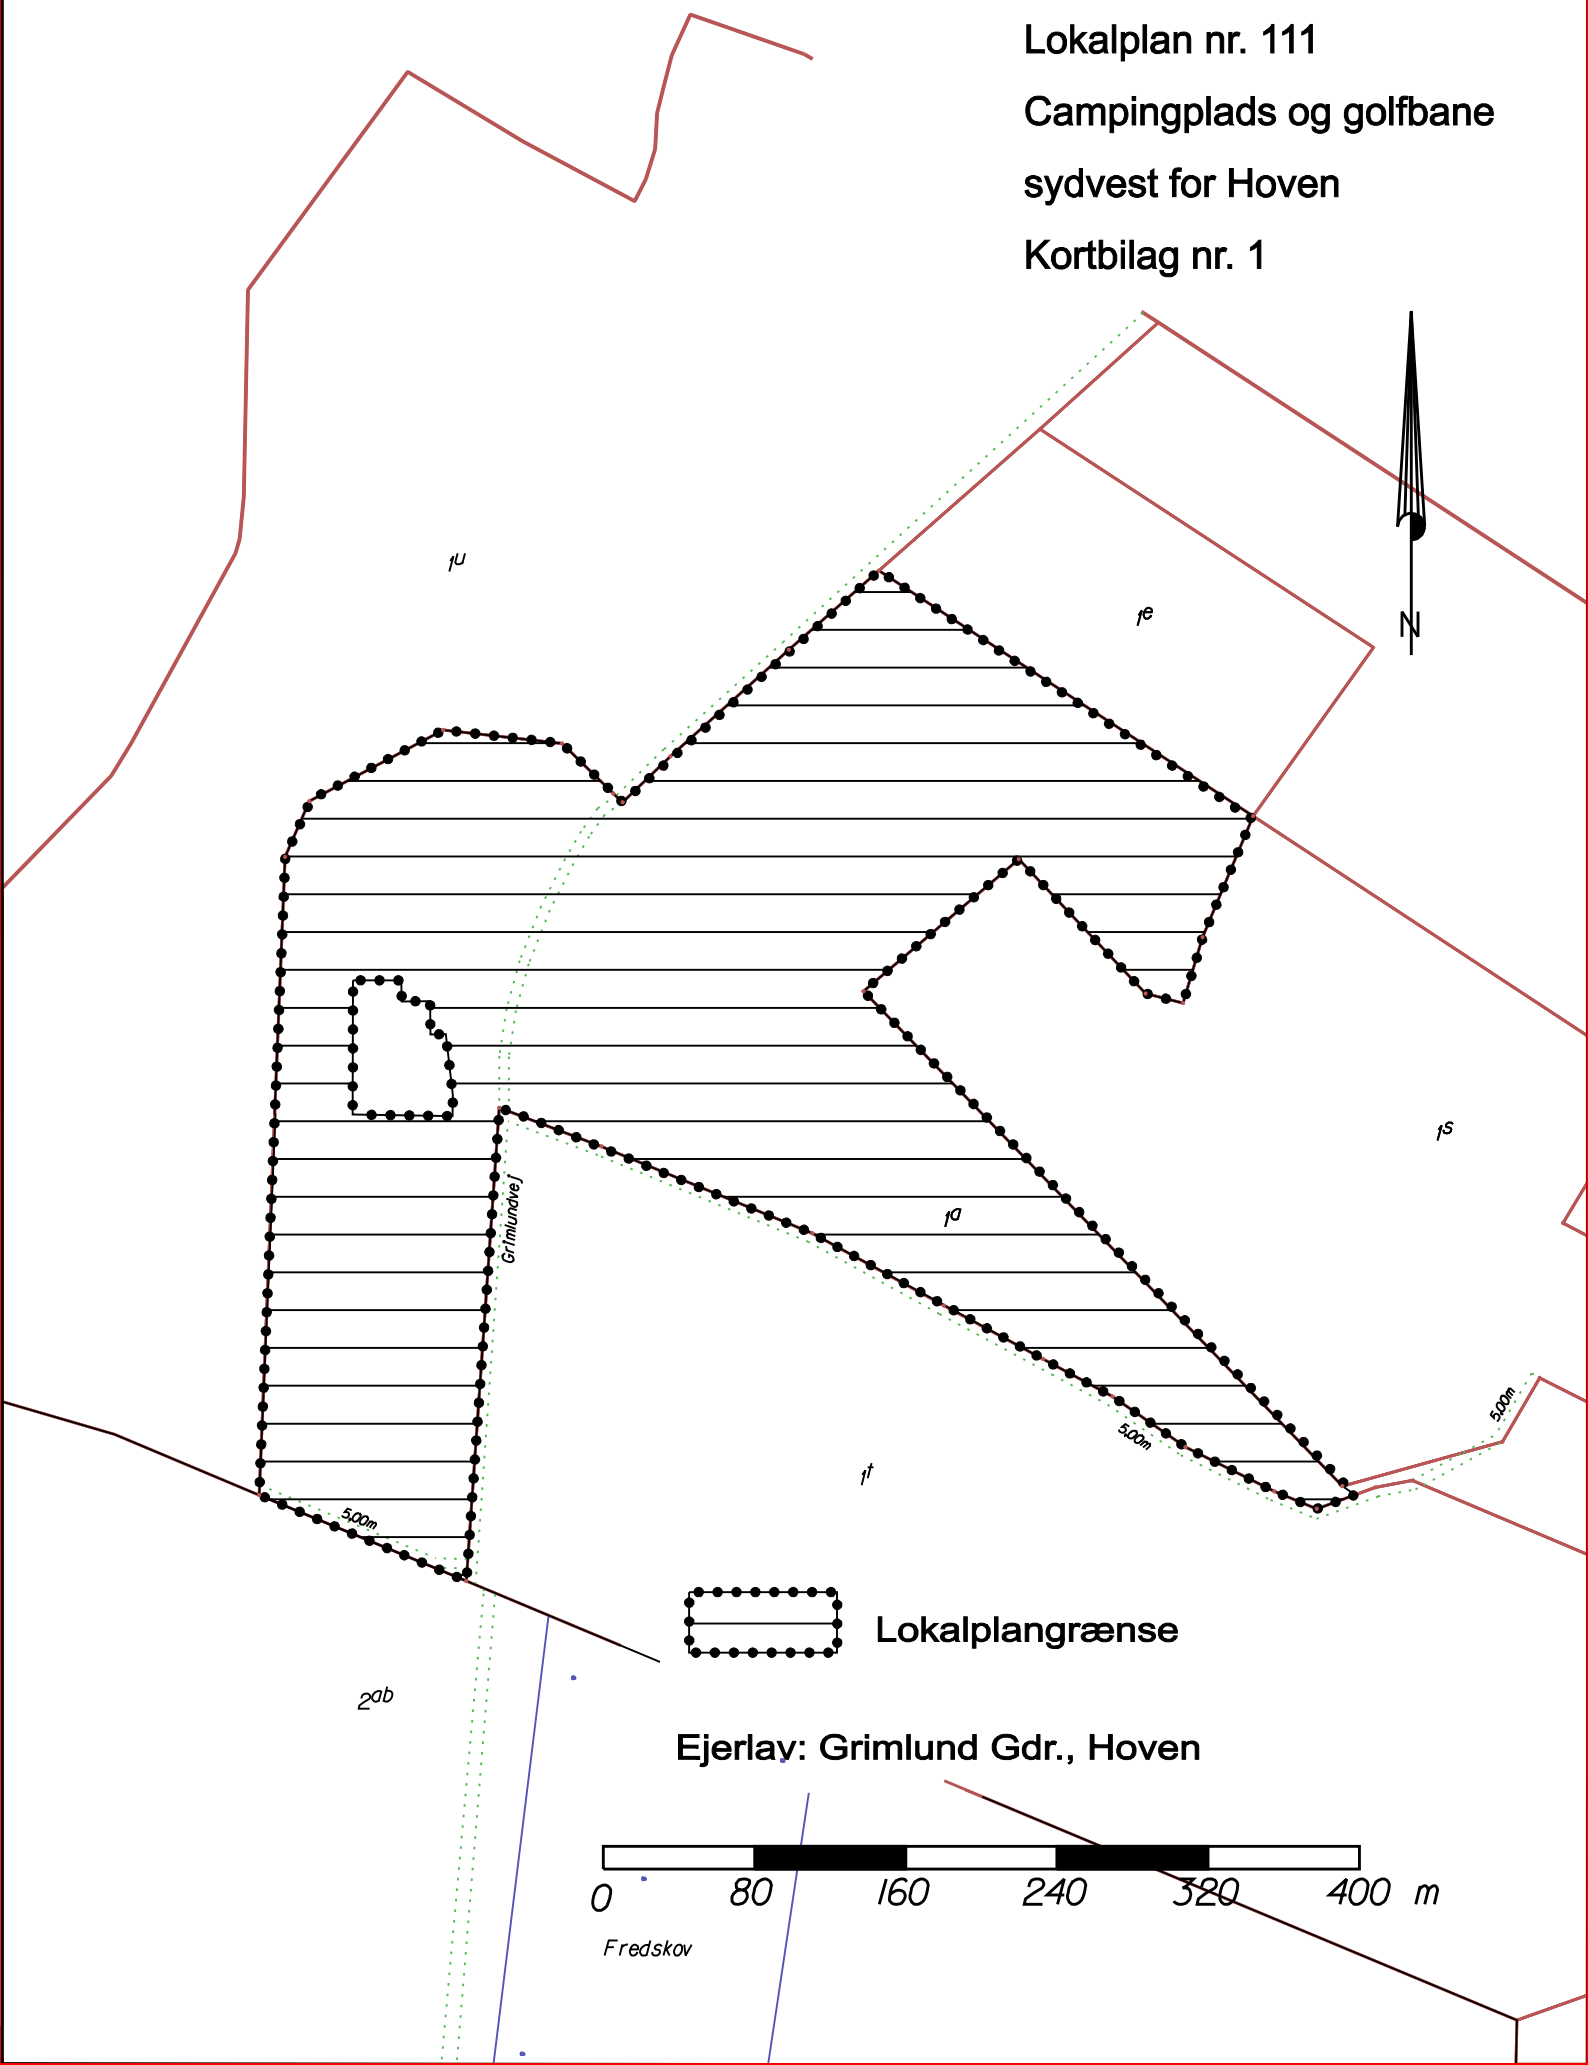 Lokalplan nr. 111
Campingplads og golfbane
sydvest for Hoven
Kortbilag nr. 1
1u
1e
N
1s
Grimlundvej
1a
5.00m
5.00m
1t
5.00m
Lokalplangrænse
2ab
Ejerlav: Grimlund Gdr., Hoven
0 80 160 240 320 400 m
Fredskov